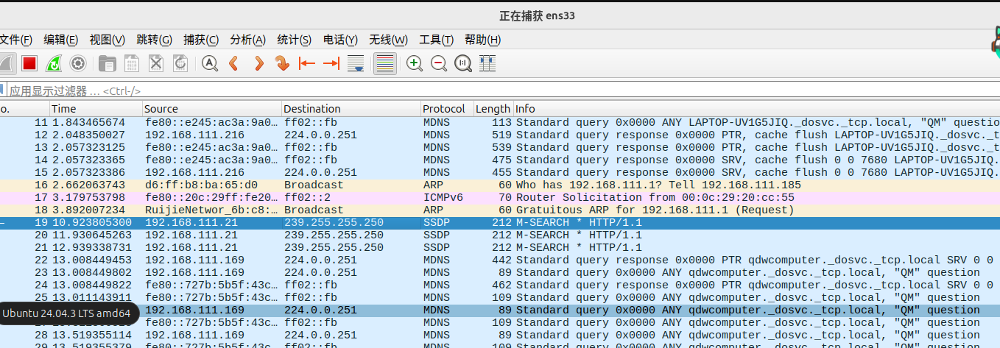 正在捕获 ens33
文件(F) 编辑(E) 视图(V) 跳转(G) 捕获(C) 分析(A) 统计(S) 电话(Y) 无线(W) 工具(T) 帮助(H)
应用显示过滤器 … <Ctrl-/>
o. Time Source Destination Protocol Length Info
11 1.843465674 fe80::e245:ac3a:9a0… ff02::fb MDNS 113 Standard query 0x0000 ANY LAPTOP-UV1G5JIQ._dosvc._tcp.local, "QM" questio
12 2.048350027 192.168.111.216 224.0.0.251 MDNS 519 Standard query response 0x0000 PTR, cache flush LAPTOP-UV1G5JIQ._dosvc._t
13 2.057323125 fe80::e245:ac3a:9a0… ff02::fb MDNS 539 Standard query response 0x0000 PTR, cache flush LAPTOP-UV1G5JIQ._dosvc._t
14 2.057323365 fe80::e245:ac3a:9a0… ff02::fb MDNS 475 Standard query response 0x0000 SRV, cache flush 0 0 7680 LAPTOP-UV1G5JIQ.
15 2.057323386 192.168.111.216 224.0.0.251 MDNS 455 Standard query response 0x0000 SRV, cache flush 0 0 7680 LAPTOP-UV1G5JIQ.
16 2.662063743 d6:ff:b8:ba:65:d0 Broadcast ARP 60 Who has 192.168.111.1? Tell 192.168.111.185
17 3.179753798 fe80::20c:29ff:fe20… ff02::2 ICMPv6 70 Router Solicitation from 00:0c:29:20:cc:55
18 3.892007234 RuijieNetwor_6b:c8:… Broadcast ARP 60 Gratuitous ARP for 192.168.111.1 (Request)
19 10.923805300 192.168.111.21 239.255.255.250 SSDP 212 M-SEARCH * HTTP/1.1
20 11.930645263 192.168.111.21 239.255.255.250 SSDP 212 M-SEARCH * HTTP/1.1
21 12.939338731 192.168.111.21 239.255.255.250 SSDP 212 M-SEARCH * HTTP/1.1
22 13.008449453 192.168.111.169 224.0.0.251 MDNS 442 Standard query response 0x0000 PTR qdwcomputer._dosvc._tcp.local SRV 0 0
23 13.008449802 192.168.111.169 224.0.0.251 MDNS 89 Standard query 0x0000 ANY qdwcomputer._dosvc._tcp.local, "QM" question
24 13.008449822 fe80::727b:5b5f:43c… ff02::fb MDNS 462 Standard query response 0x0000 PTR qdwcomputer._dosvc._tcp.local SRV 0 0
25 13.011143911 fe80::727b:5b5f:43c… ff02::fb MDNS 109 Standard query 0x0000 ANY qdwcomputer._dosvc._tcp.local, "QM" question
Ubuntu 24.04.3 LTS amd64 192.168.111.169 224.0.0.251 MDNS 89 Standard query 0x0000 ANY qdwcomputer._dosvc._tcp.local, "QM" question
fe80::727b:5b5f:43c… ff02::fb MDNS 109 Standard query 0x0000 ANY qdwcomputer._dosvc._tcp.local, "QM" question
28 13.519355114 192.168.111.169 224.0.0.251 MDNS 89 Standard query 0x0000 ANY qdwcomputer._dosvc._tcp.local, "QM" question
29 13.519355379 fe80::727b:5b5f:43c… ff02::fb MDNS 109 Standard query 0x0000 ANY qdwcomputer._dosvc._tcp.local, "QM" question